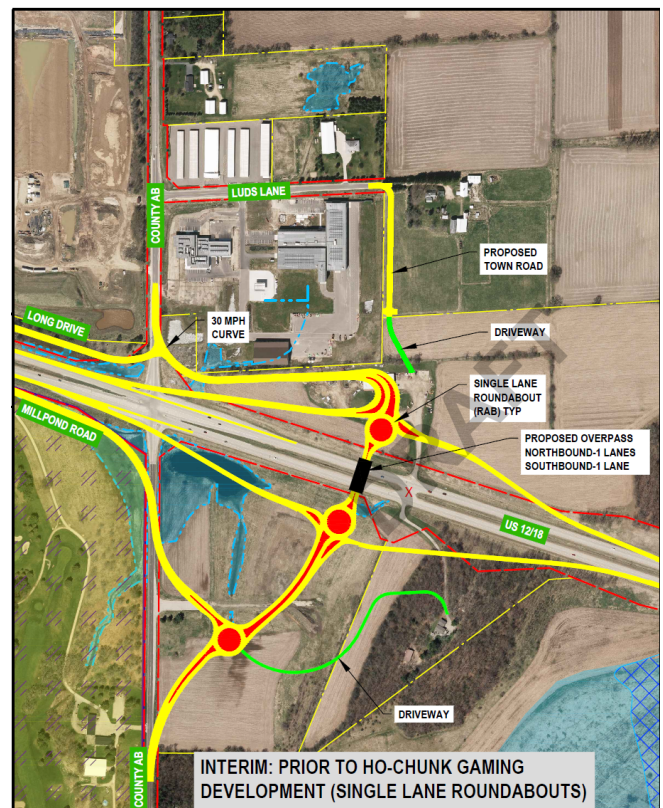 COUNTY AB
LUDS LANE
PROPOSED
TOWN ROAD
LONG DRIVE
30 MPH
CURVE
DRIVEWAY
MILLPOND ROAD
SINGLE LANE
ROUNDABOUT
(RAB) TYP
PROPOSED OVERPASS
NORTHBOUND-1 LANES
SOUTHBOUND-1 LANE
X
US 12/18
DRIVEWAY
COUNTY AB
INTERIM: PRIOR TO HO-CHUNK GAMING
DEVELOPMENT (SINGLE LANE ROUNDABOUTS)